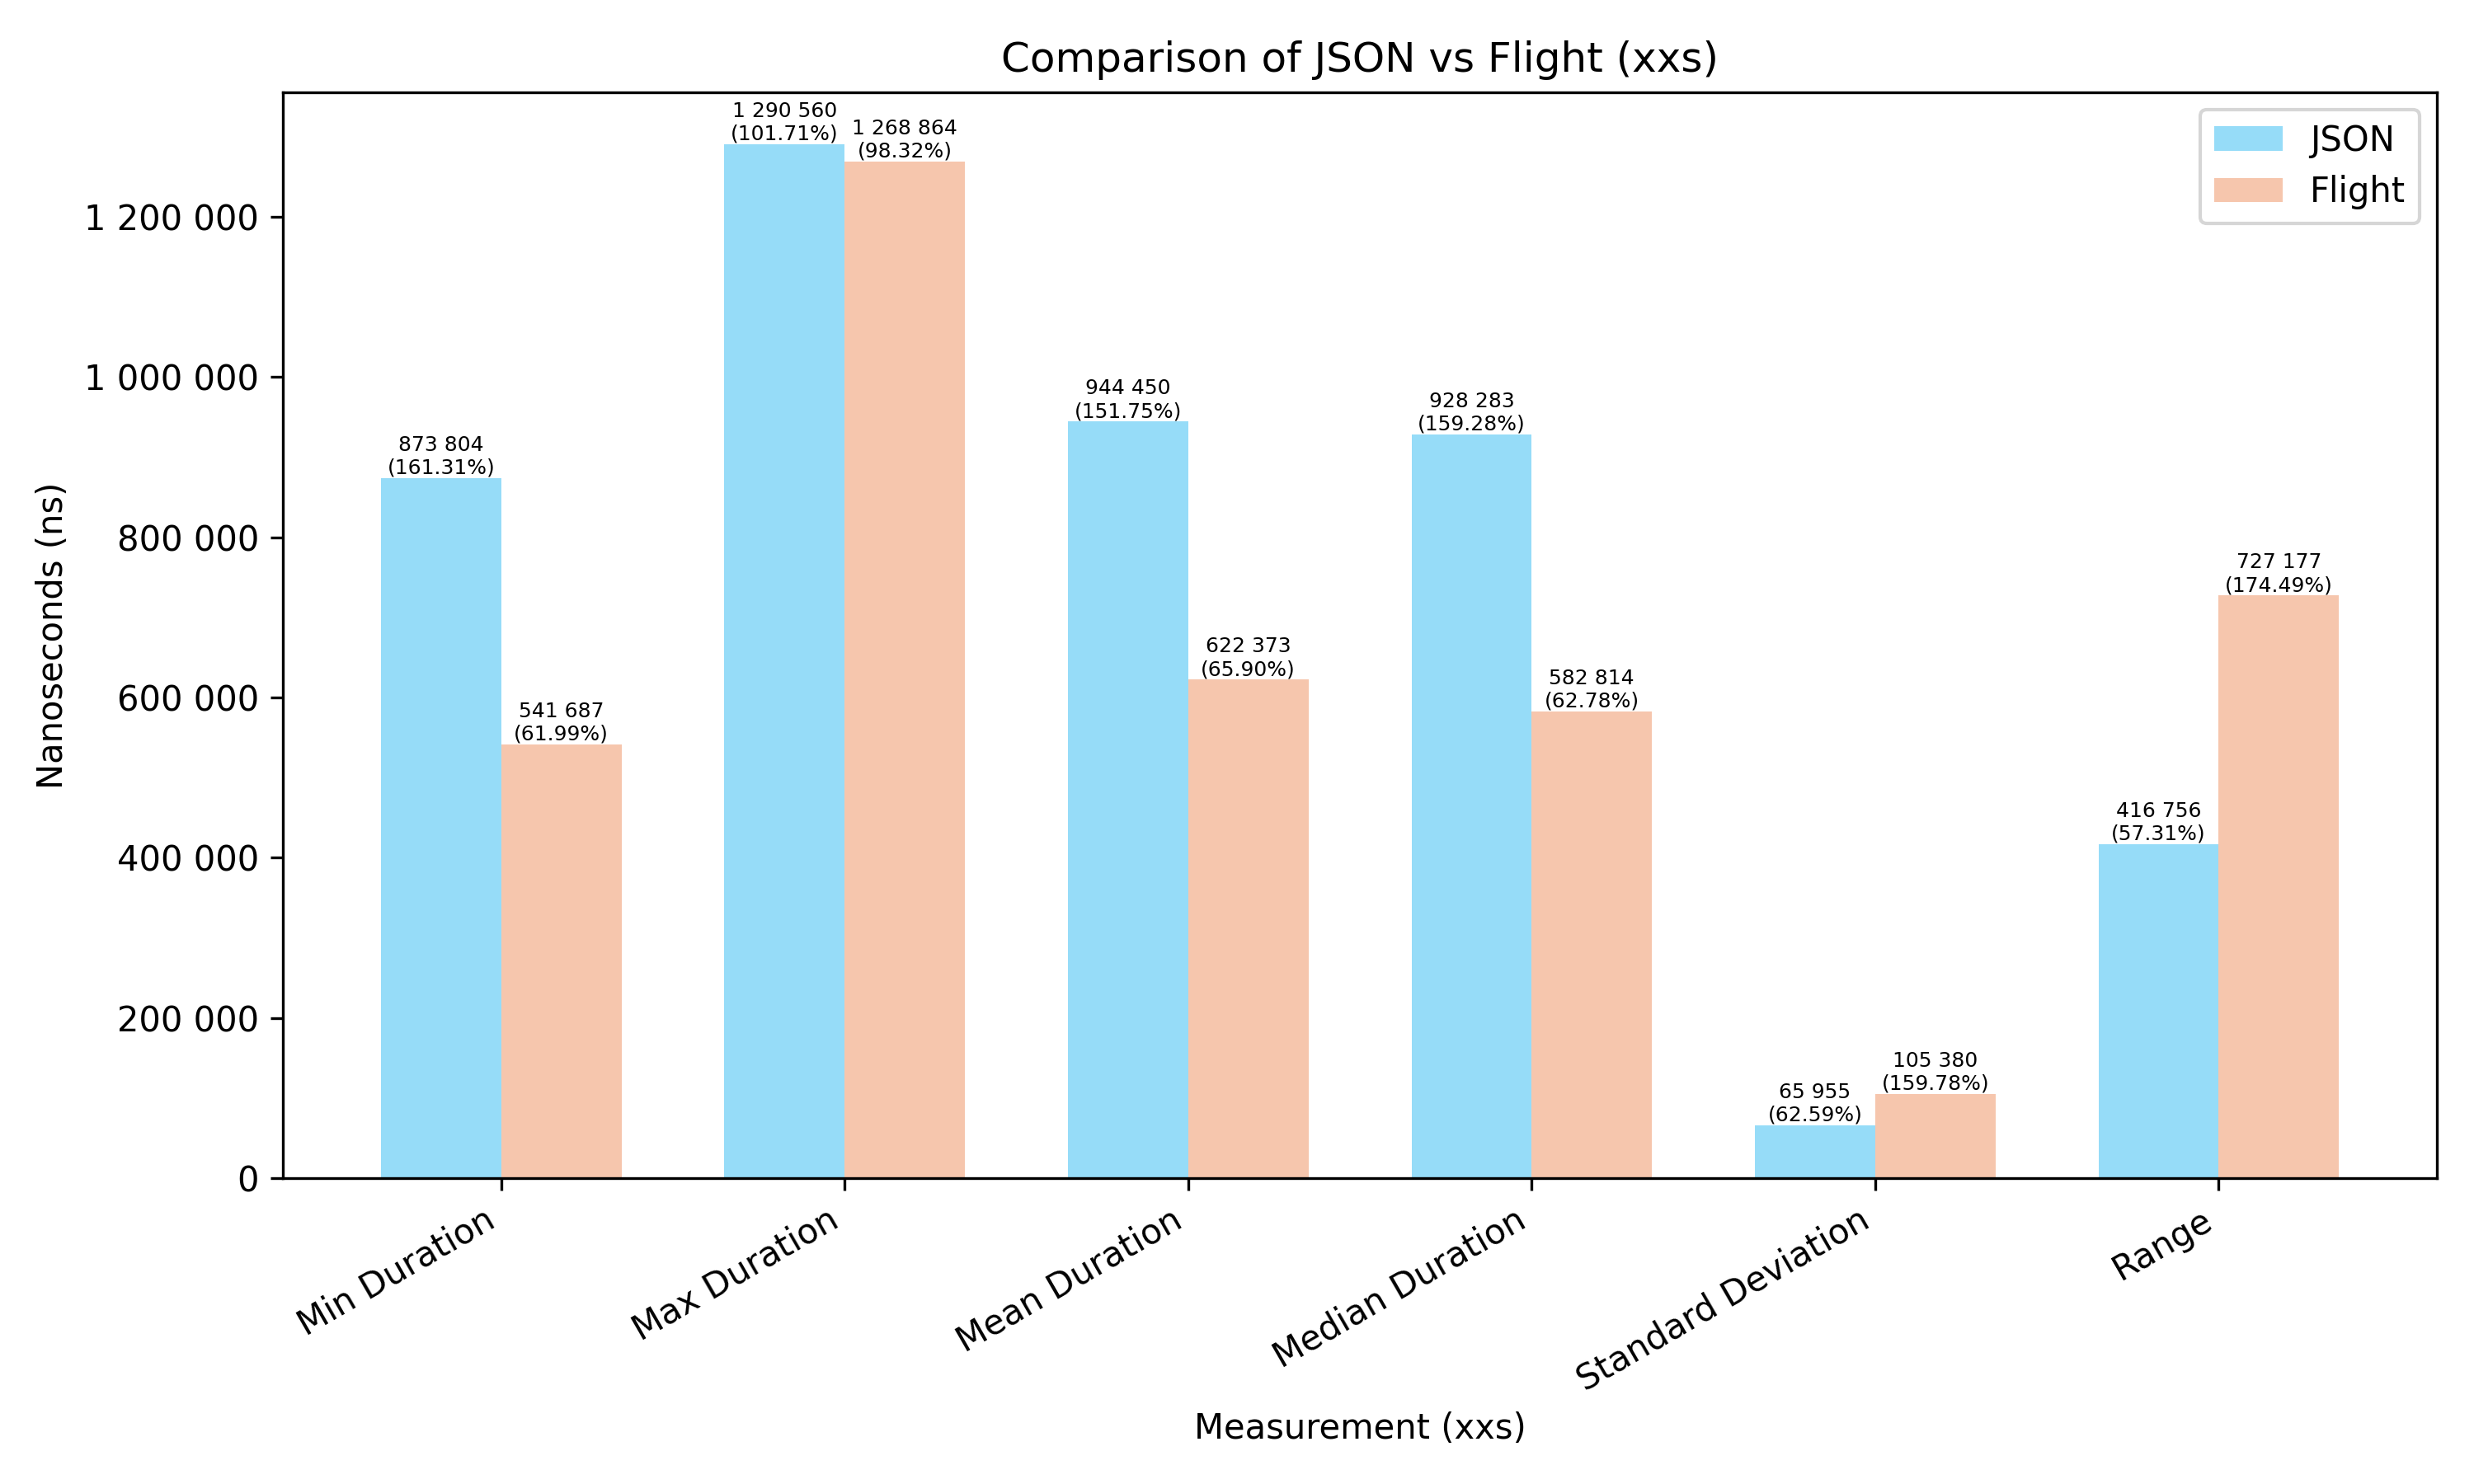 Comparison of JSON vs Flight (xxs)
JSON
Flight
Nanoseconds (ns)
1 200 000
1 000 000
800 000
600 000
400 000
200 000
0
873 804
(161.31%)
541 687
(61.99%)
1 290 560
(101.71%)
1 268 864
(98.32%)
944 450
(151.75%)
622 373
(65.90%)
928 283
(159.28%)
582 814
(62.78%)
65 955
(62.59%)
105 380
(159.78%)
416 756
(57.31%)
727 177
(174.49%)
Min Duration
Max Duration
Mean Duration
Median Duration
Standard Deviation
Range
Measurement (xxs)